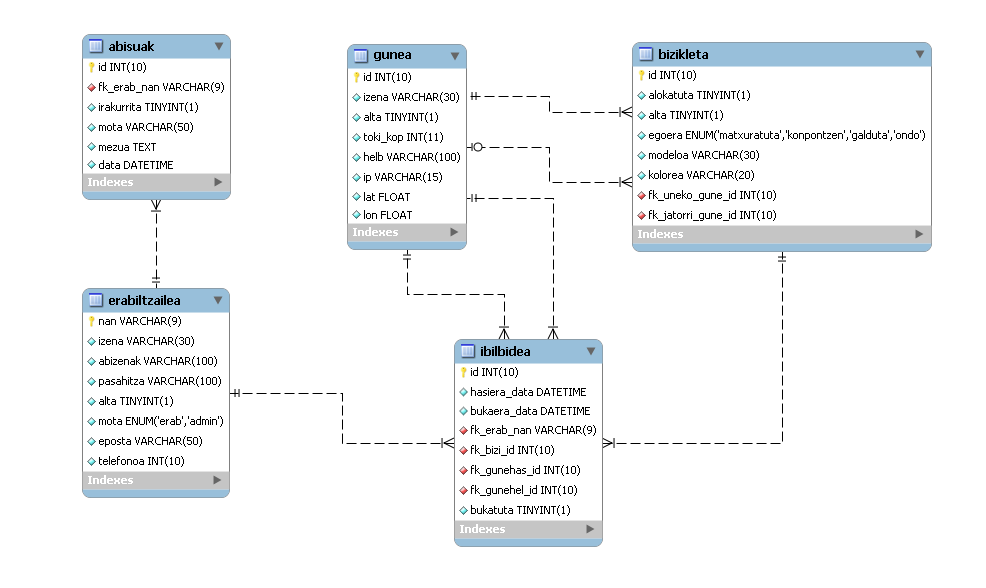 abisuak
id INT(10)
fk_erab_nan VARCHAR(9)
irakurrita TINYINT(1)
mota VARCHAR(50)
mezua TEXT
data DATETIME
Indexes
gunea
id INT(10)
izena VARCHAR(30)
alta TINYINT(1)
toki_kop INT(11)
helb VARCHAR(100)
ip VARCHAR(15)
lat FLOAT
lon FLOAT
Indexes
bizikleta
id INT(10)
alokatuta TINYINT(1)
alta TINYINT(1)
egoera ENUM('matxuratuta','konpontzen','galduta','ondo')
modeloa VARCHAR(30)
kolorea VARCHAR(20)
fk_uneko_gune_id INT(10)
fk_jatorri_gune_id INT(10)
Indexes
erabiltzailea
nan VARCHAR(9)
izena VARCHAR(30)
abizenak VARCHAR(100)
pasahitza VARCHAR(100)
alta TINYINT(1)
mota ENUM('erab','admin')
eposta VARCHAR(50)
telefonoa INT(10)
Indexes
ibilbidea
id INT(10)
hasiera_data DATETIME
bukaera_data DATETIME
fk_erab_nan VARCHAR(9)
fk_bizi_id INT(10)
fk_gunehas_id INT(10)
fk_gunehel_id INT(10)
bukatuta TINYINT(1)
Indexes